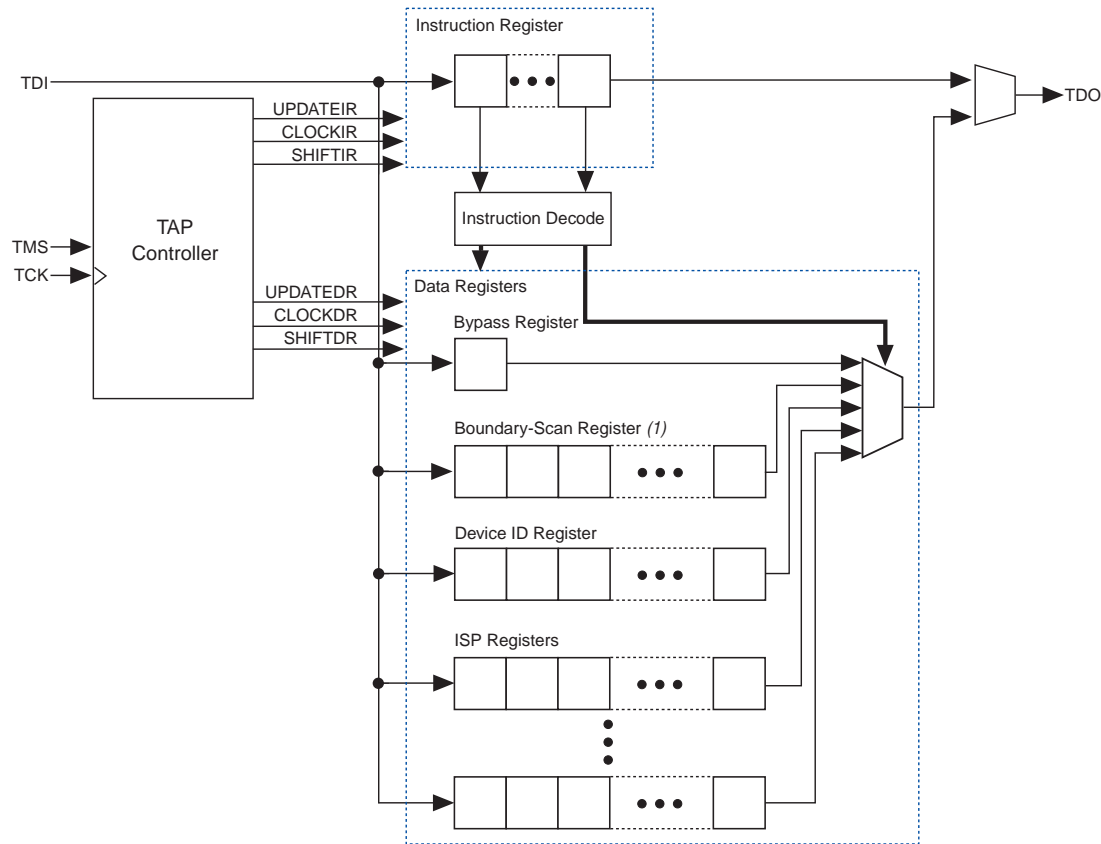 Instruction Register
TDI
TDO
UPDATEIR
CLOCKIR
SHIFTIR
TAP
Controller
Instruction Decode
TMS
TCK
Data Registers
UPDATEDR
CLOCKDR
SHIFTDR
Bypass Register
Boundary-Scan Register (1)
Device ID Register
ISP Registers